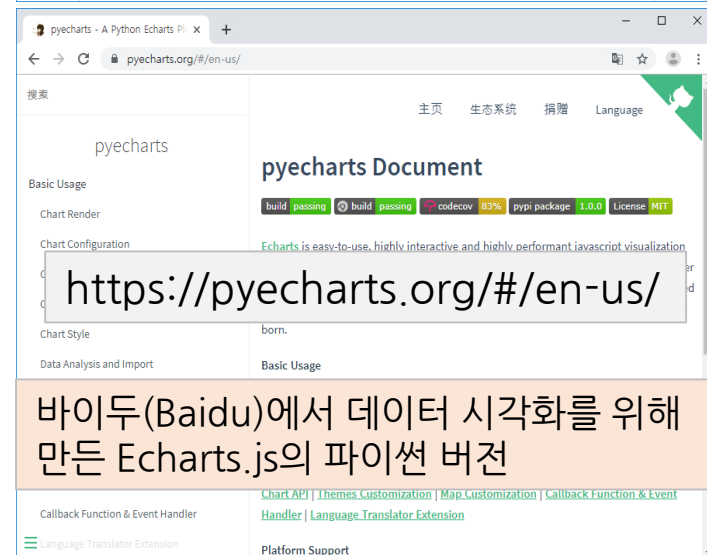 pyecharts - A Python Echarts Pl
pyecharts.org/#/en-us/
搜索
主页 生态系统 捐赠 Language
pyecharts
pyecharts Document
Basic Usage
build passing build passing codecov 83% pypi package 1.0.0 License MIT
Chart Render
Chart Configuration
Echarts is easy-to-use, highly interactive and highly performant javascript visualization
https://pyecharts.org/#/en-us/
born.
Chart Style
Data Analysis and Import
Basic Usage
바이두(Baidu)에서 데이터 시각화를 위해
만든 Echarts.js의 파이썬 버전
Chart API | Themes Customization | Map Customization | Callback Function & Event
Handler | Language Translator Extension
Callback Function & Event Handler
Language Translator Extension
Platform Support